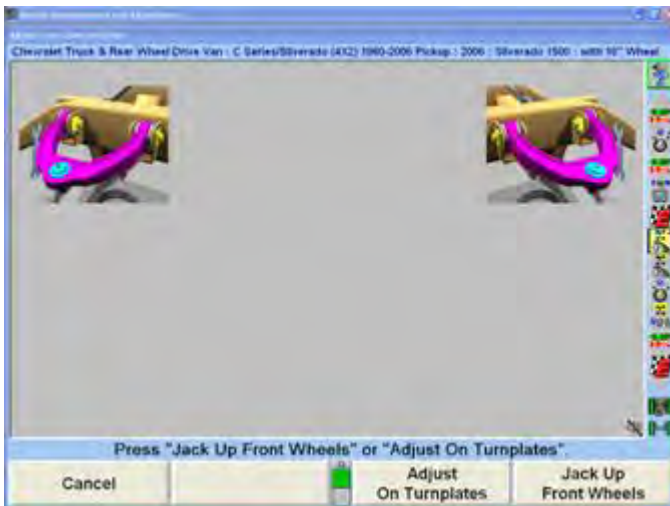 Chevrolet Truck & Rear Wheel Drive Van : C Series/Silverado (4X2) 1960-2006 Pickup : 2006 : Silverado 1500 : with 16" Wheel
Press "Jack Up Front Wheels" or "Adjust On Turnplates".
Cancel
Adjust
On Turnplates
Jack Up
Front Wheels